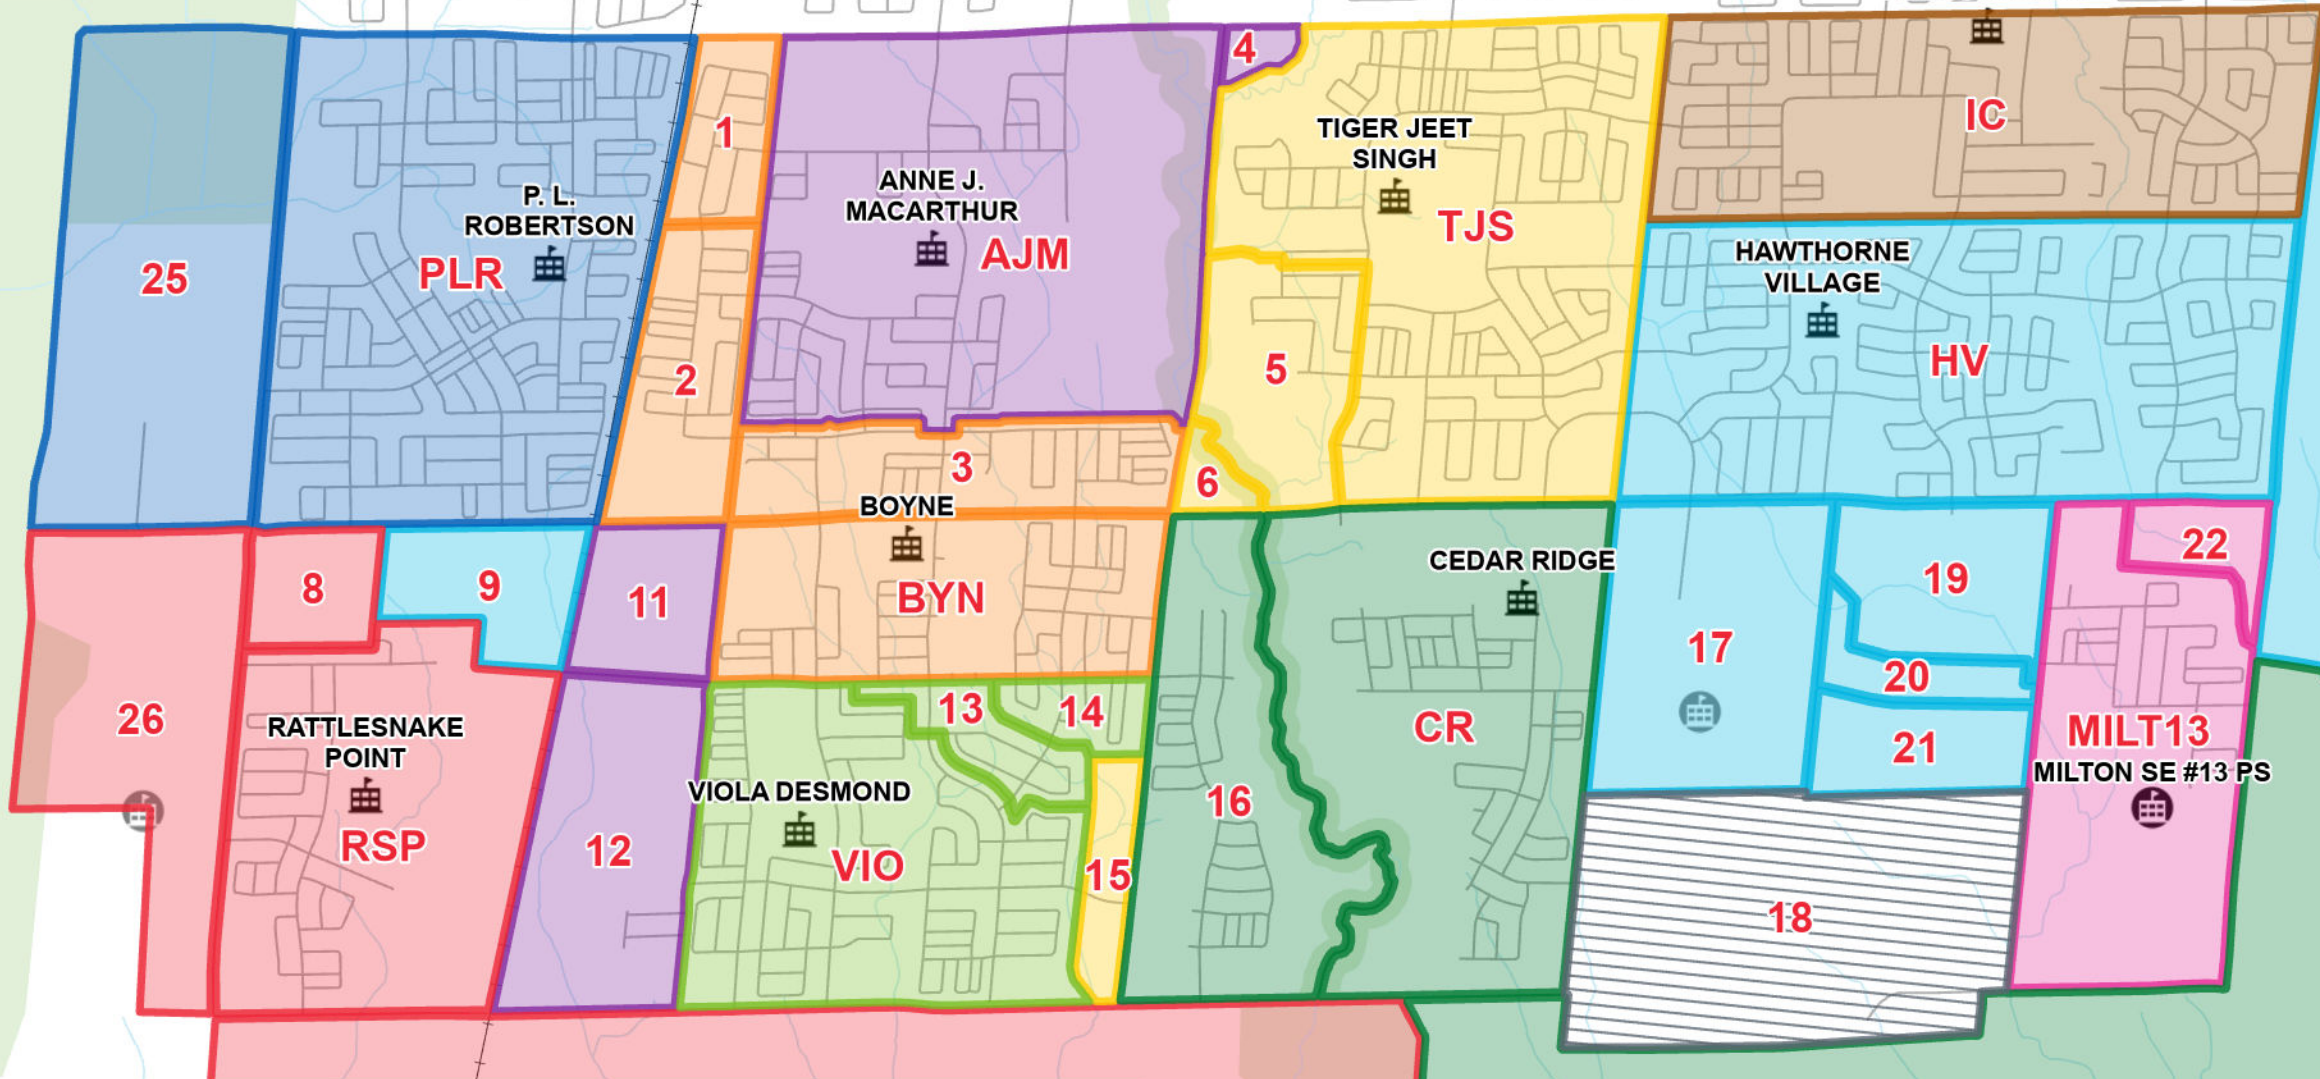 4
1
IC
TIGER JEET
SINGH
ANNE J.
MACARTHUR
P. L.
ROBERTSON
TJS
AJM
HAWTHORNE
VILLAGE
PLR
25
HV
5
2
3
6
BOYNE
22
CEDAR RIDGE
19
8
9
11
BYN
17
20
13
14
26
RATTLESNAKE
POINT
CR
MILT13
21
MILTON SE #13 PS
VIOLA DESMOND
16
RSP
12
VIO
15
18